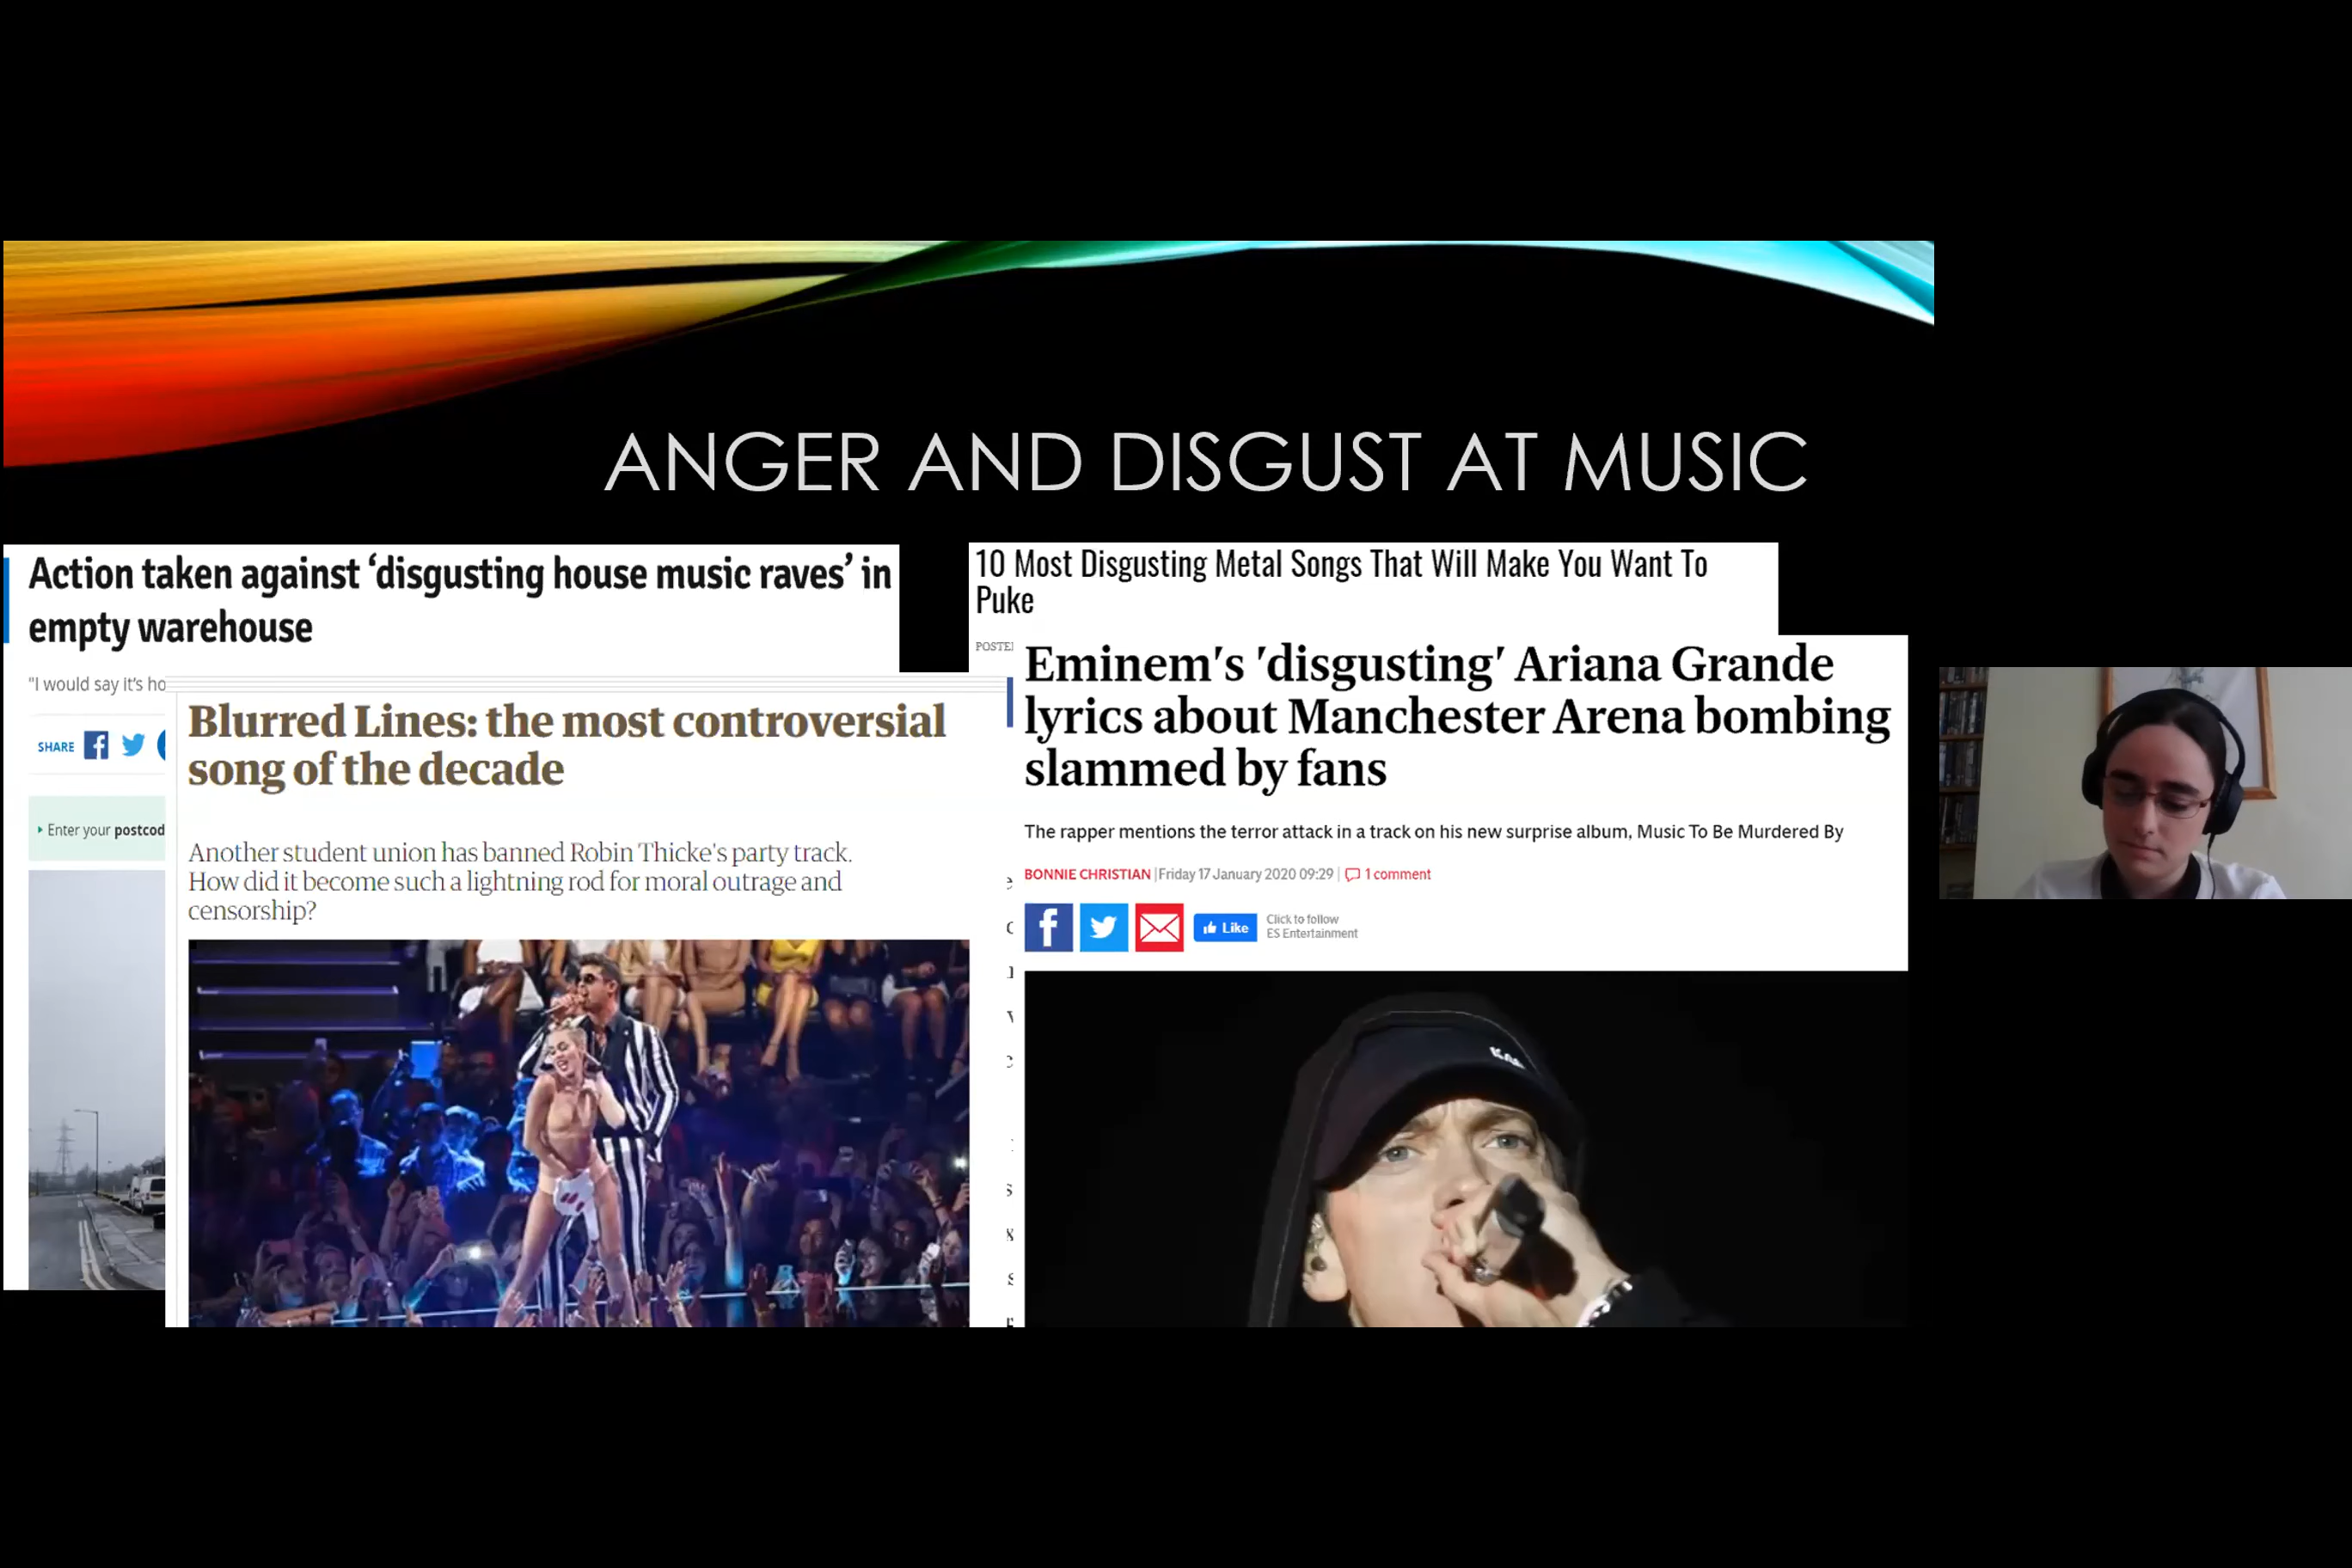 ANGER AND DISGUST AT MUSIC
Action taken against ‘disgusting house music raves’ in
empty warehouse
"I would say it's ho
SHARE
Enter your postcod
Blurred Lines: the most controversial
song of the decade
Another student union has banned Robin Thicke's party track.
How did it become such a lightning rod for moral outrage and
censorship?
10 Most Disgusting Metal Songs That Will Make You Want To
Puke
POSTE
Eminem's 'disgusting' Ariana Grande
lyrics about Manchester Arena bombing
slammed by fans
The rapper mentions the terror attack in a track on his new surprise album, Music To Be Murdered By
BONNIE CHRISTIAN | Friday 17 January 2020 09:29 | 1 comment
Like
Click to follow
ES Entertainment